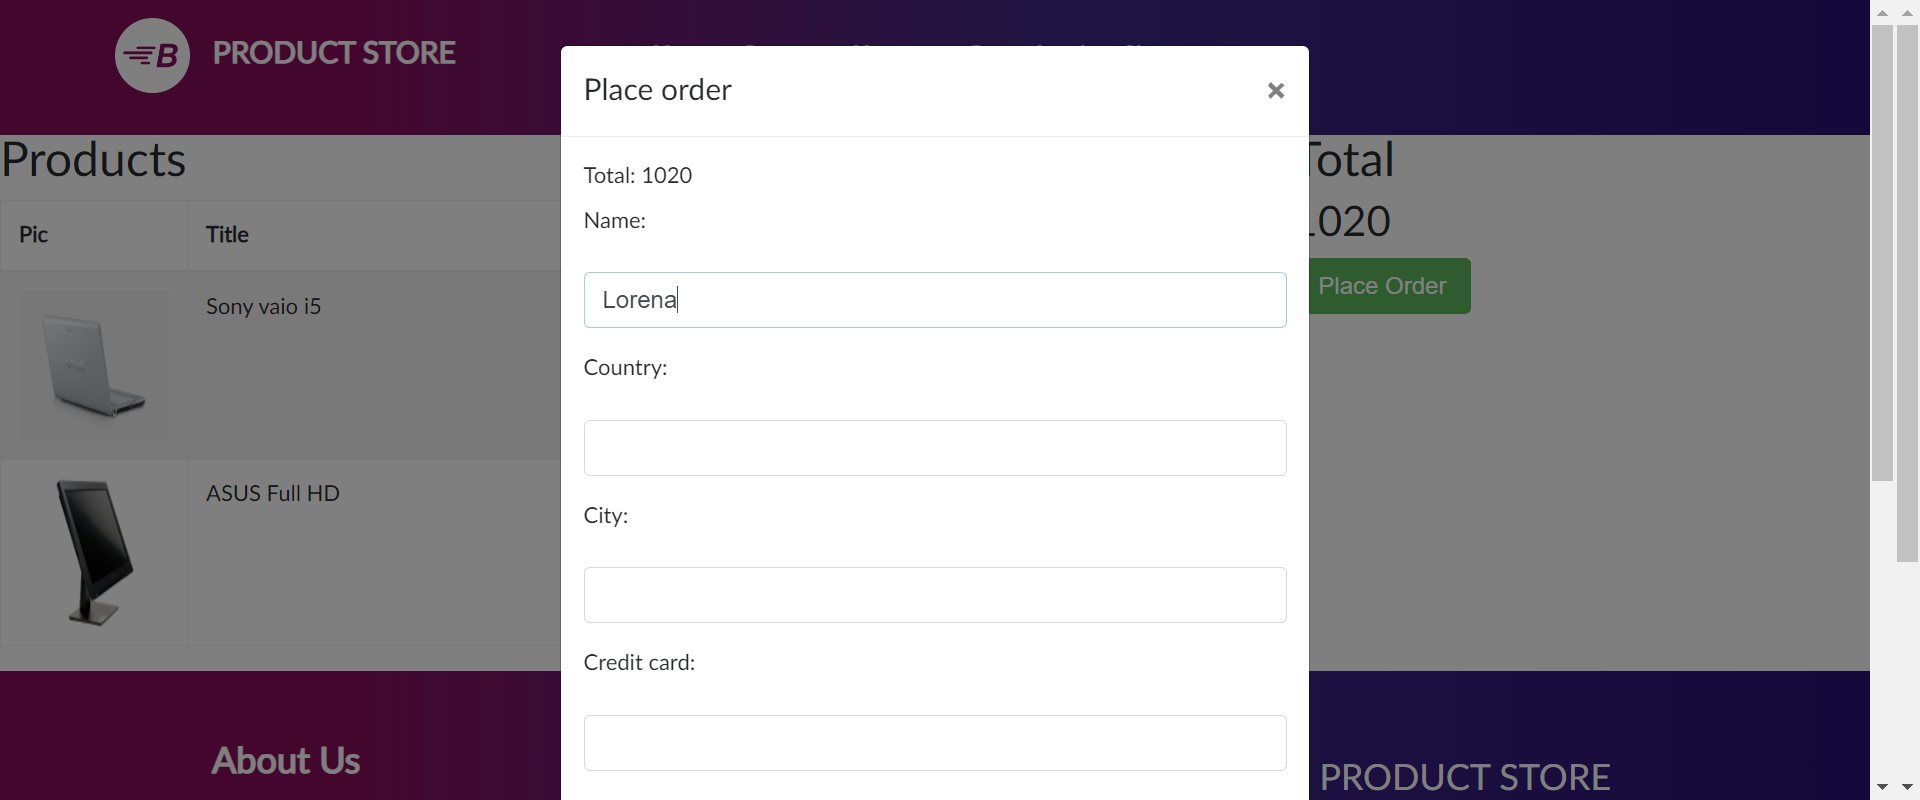 B
PRODUCT STORE
Place order
×
Total: 1020
Name:
Lorena
Country:
City:
Credit card:
Products
Pic
Title
Sony vaio i5
ASUS Full HD
Total
1020
Place Order
About Us
PRODUCT STORE